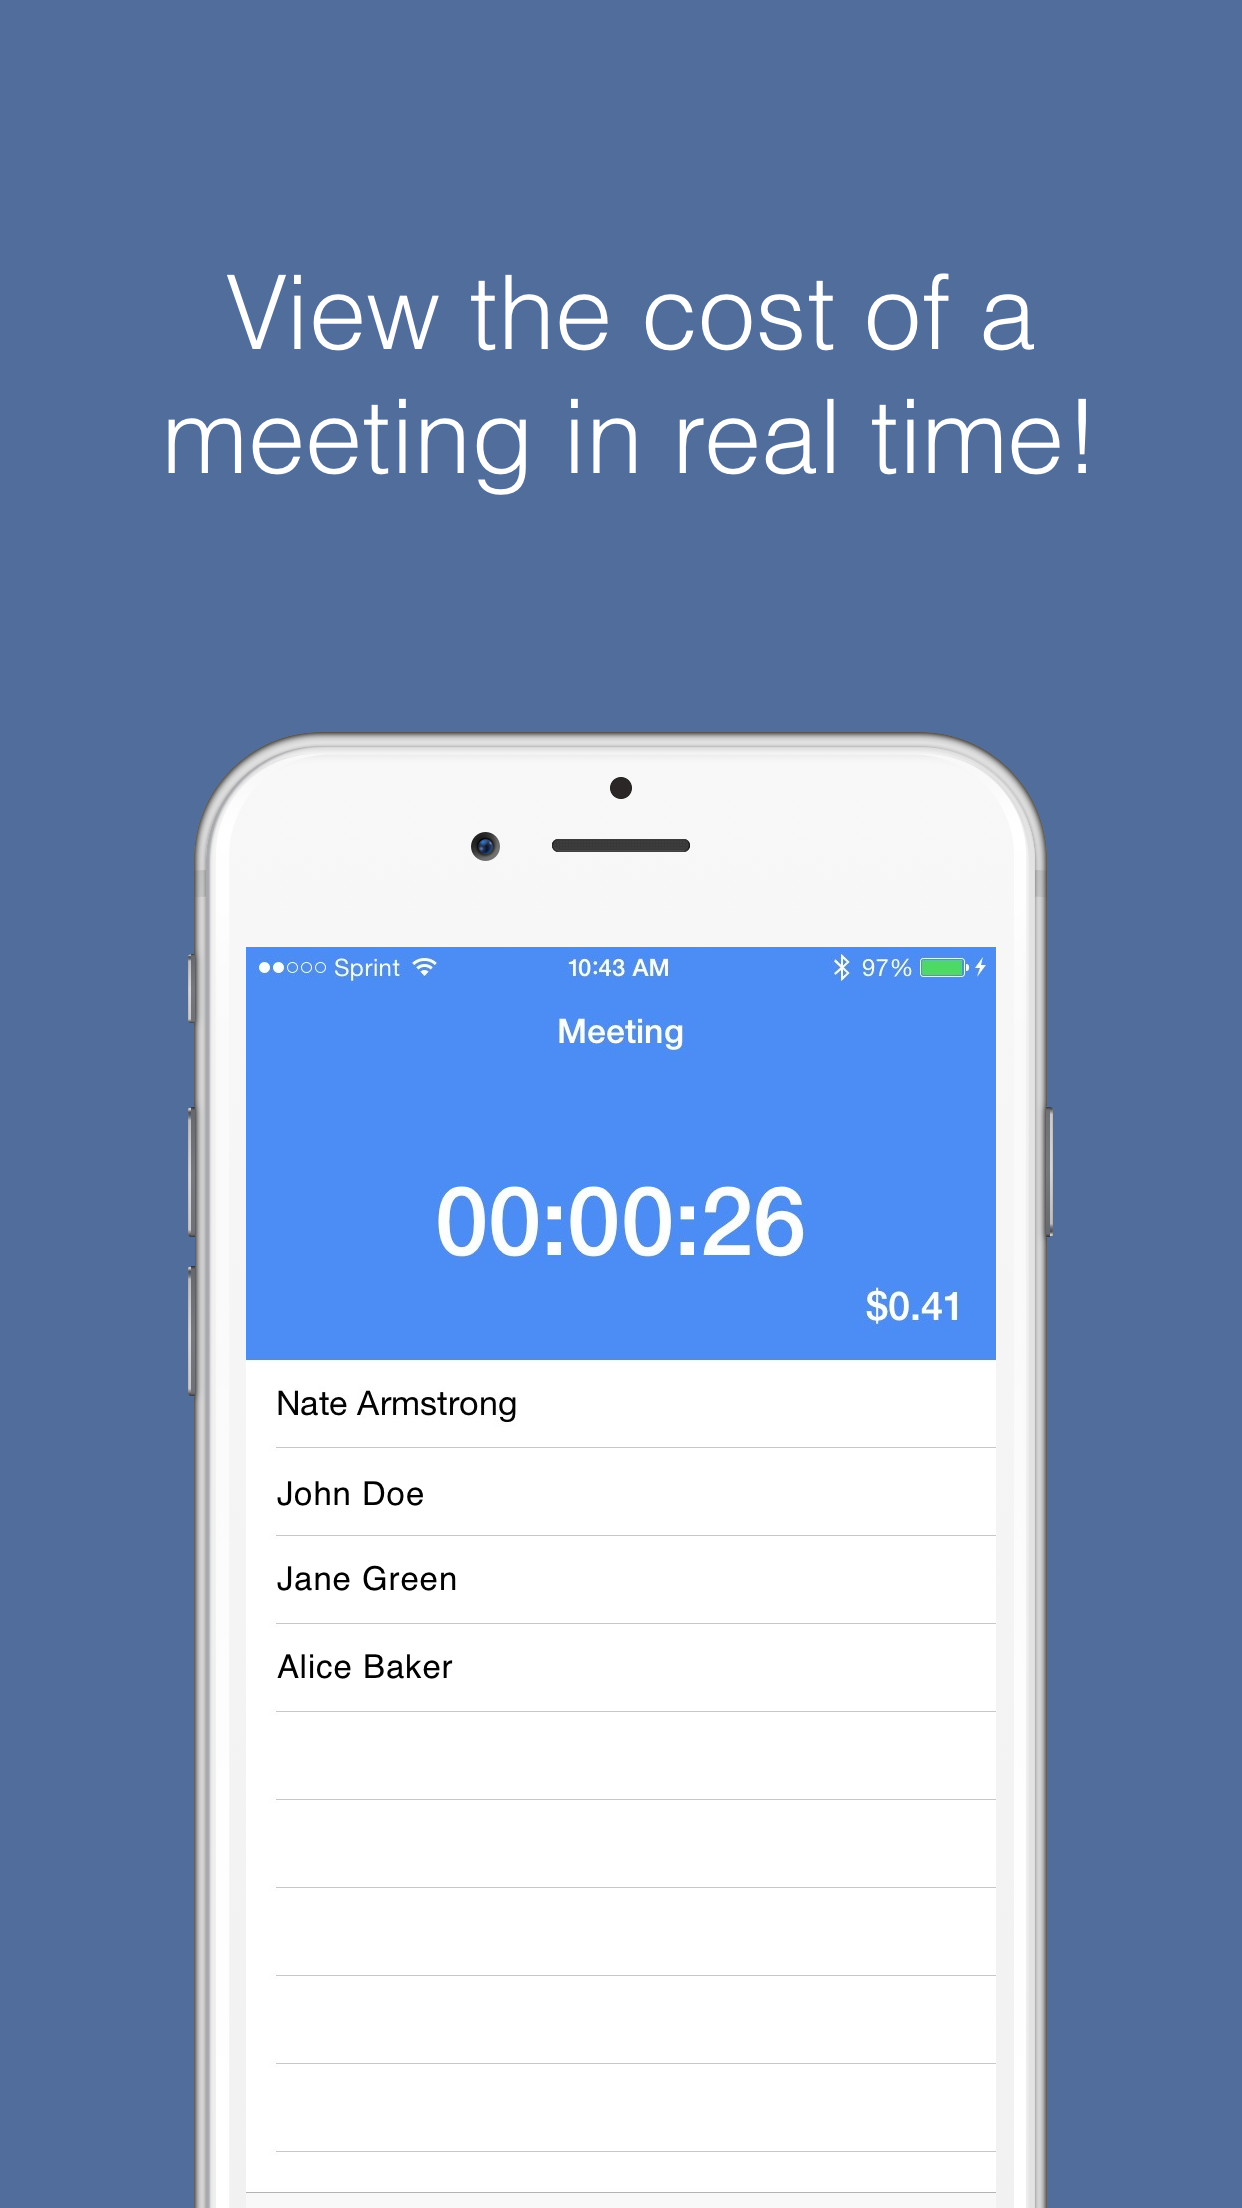 View the cost of a
meeting in real time!
Sprint 10:43 AM 97%
Meeting
00:00:26
$0.41
Nate Armstrong
John Doe
Jane Green
Alice Baker